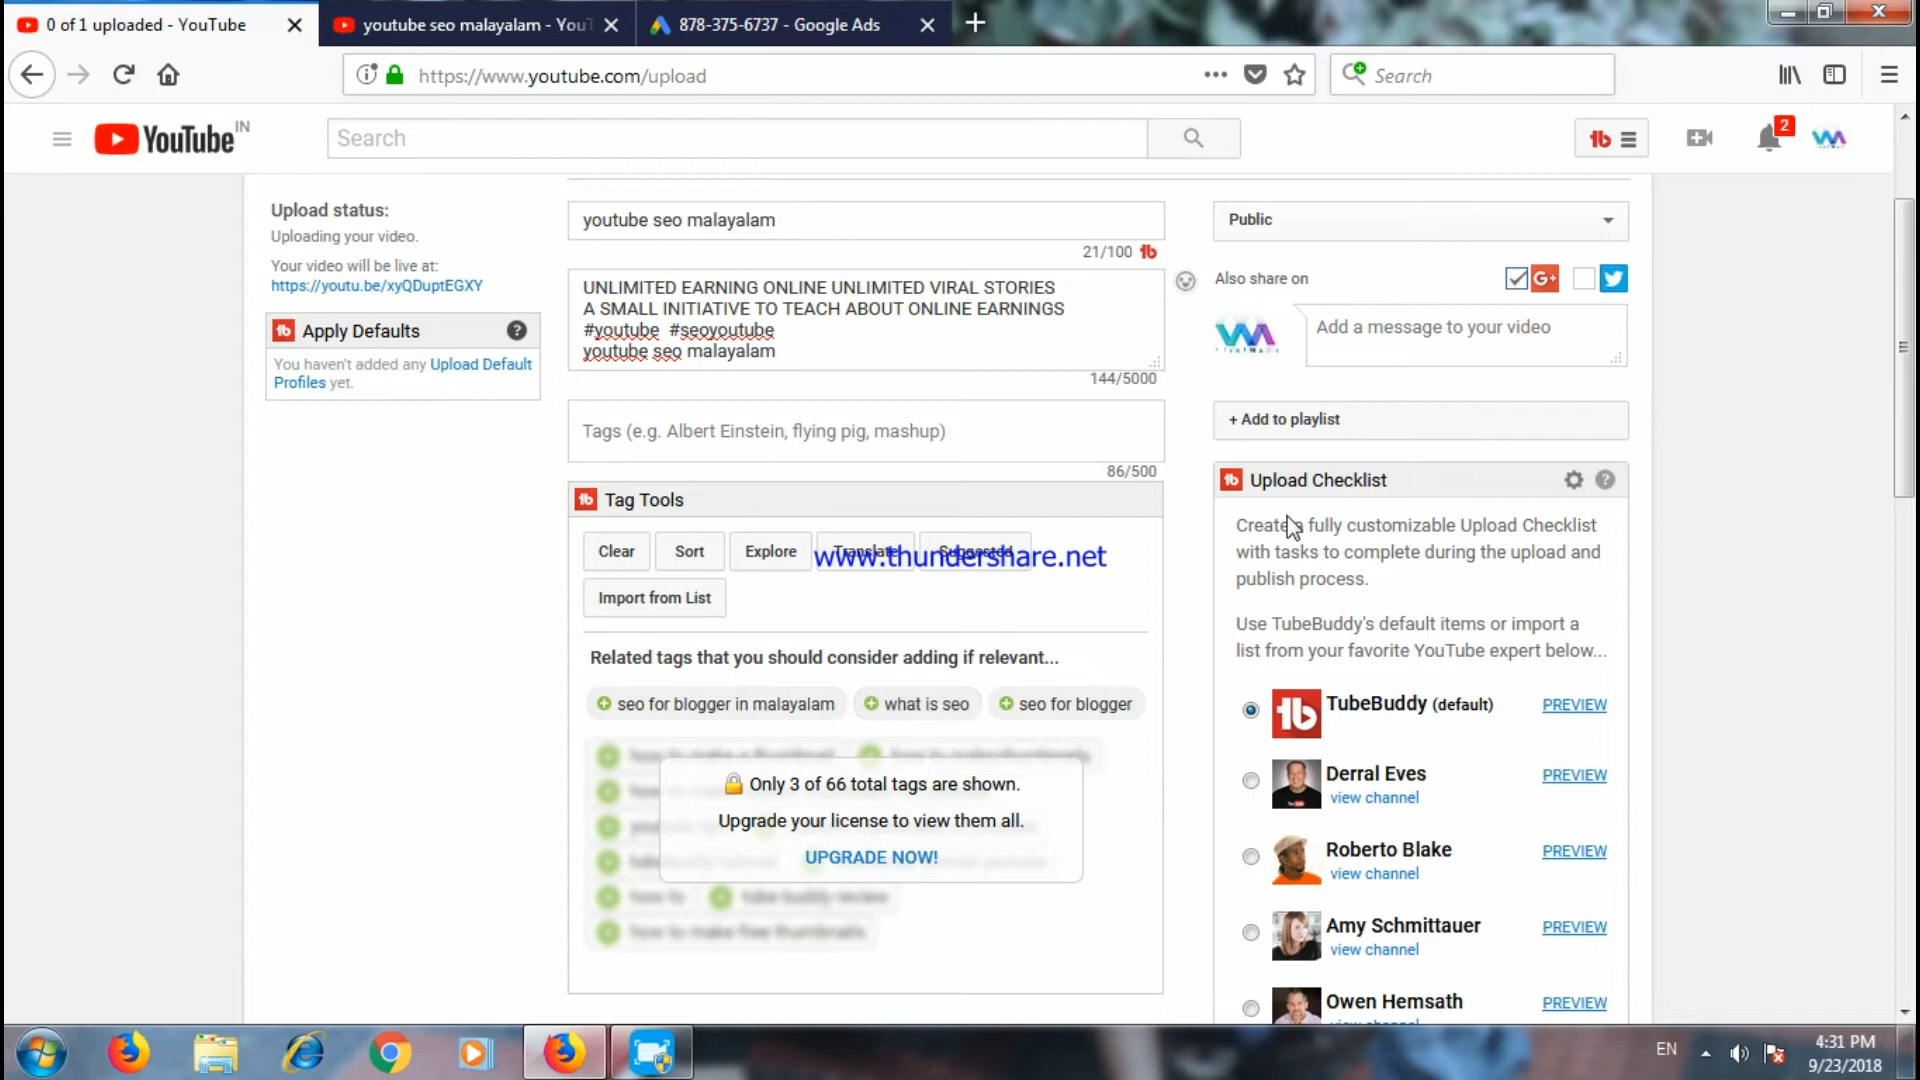 0 of 1 uploaded - YouTube
youtube seo malayalam - YouT
878-375-6737 - Google Ads
https://www.youtube.com/upload
Search
YouTube IN
Search
2
Upload status:
Uploading your video.
Your video will be live at:
https://youtu.be/xyQDuptEGXY
Apply Defaults
You haven't added any Upload Default
Profiles yet.
youtube seo malayalam
21/100
UNLIMITED EARNING ONLINE UNLIMITED VIRAL STORIES
A SMALL INITIATIVE TO TEACH ABOUT ONLINE EARNINGS
#youtube #seoyoutube
youtube seo malayalam
144/5000
Tags (e.g. Albert Einstein, flying pig, mashup)
86/500
Tag Tools
Clear
Sort
Explore
Translate
Suggested
www.thundershare.net
Import from List
Related tags that you should consider adding if relevant...
seo for blogger in malayalam
what is seo
seo for blogger
Only 3 of 66 total tags are shown.
Upgrade your license to view them all.
UPGRADE NOW!
tube buddy review
how to make free thumbnails
Public
Also share on
G+
Add a message to your video
+ Add to playlist
Upload Checklist
Create a fully customizable Upload Checklist
with tasks to complete during the upload and
publish process.
Use TubeBuddy's default items or import a
list from your favorite YouTube expert below...
TubeBuddy (default)
PREVIEW
Derral Eves
view channel
PREVIEW
Roberto Blake
view channel
PREVIEW
Amy Schmittauer
view channel
PREVIEW
Owen Hemsath
PREVIEW
EN
4:31 PM
9/23/2018